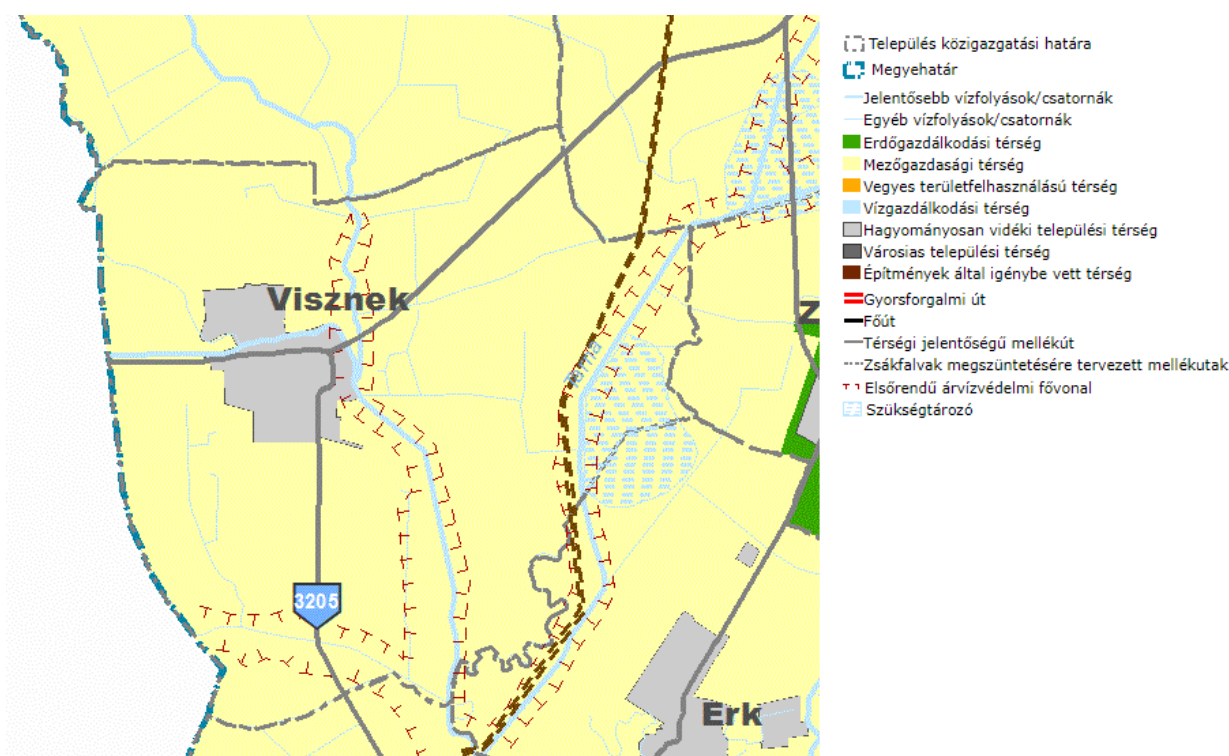 Visznek
Z
Tarna
3205
Erk
Település közigazgatási határa
Megyehatár
Jelentősebb vízfolyások/csatornák
Egyéb vízfolyások/csatornák
Erdőgazdálkodási térség
Mezőgazdasági térség
Vegyes területfelhasználású térség
Vízgazdálkodási térség
Hagyományosan vidéki települési térség
Városias települési térség
Építmények által igénybe vett térség
Gyorsforgalmi út
Főút
Térségi jelentőségű mellékút
Zsákfalvak megszüntetésére tervezett mellékutak
Elsőrendű árvízvédelmi fővonal
Szükségtározó